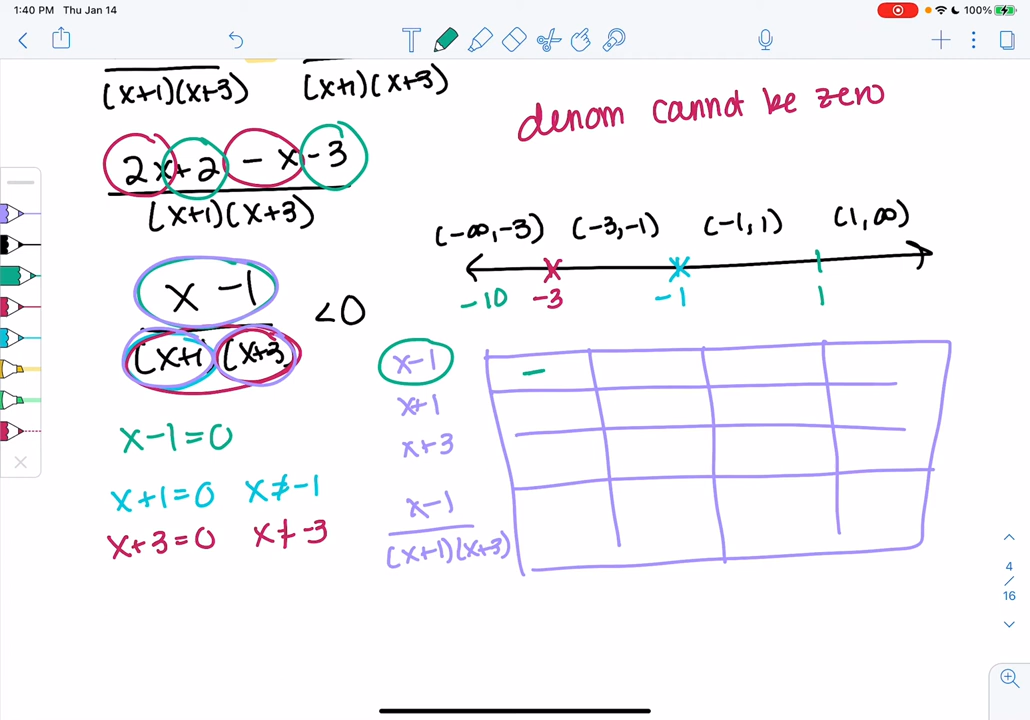 1:40 PM Thu Jan 14
100%
T
(x+1)(x+3) (x+1)(x+3)
denom cannot be zero
2x+2 - x-3
(x+1)(x+3)
(-∞,-3) (-3,-1) (-1,1) (1,∞)
-10 -3 -1 1
x-1
(x+1)(x+3)
<0
x-1 -
x+1
x+3
x-1
(x+1)(x+3)
x-1=0
x+1=0 x≠-1
x+3=0 x≠-3
4
/
16